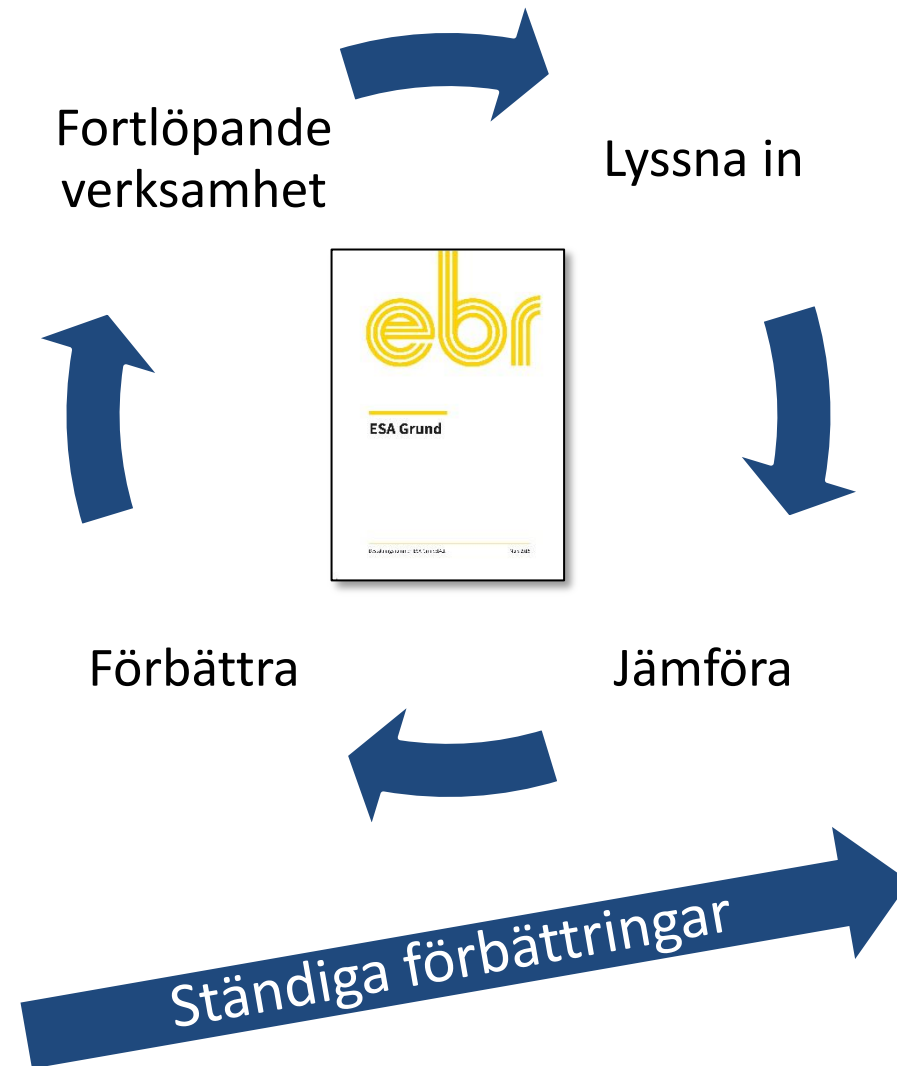 Fortlöpande
verksamhet
Lyssna in
ebr
ESA Grund
Förbättra
Jämföra
Ständiga förbättringar